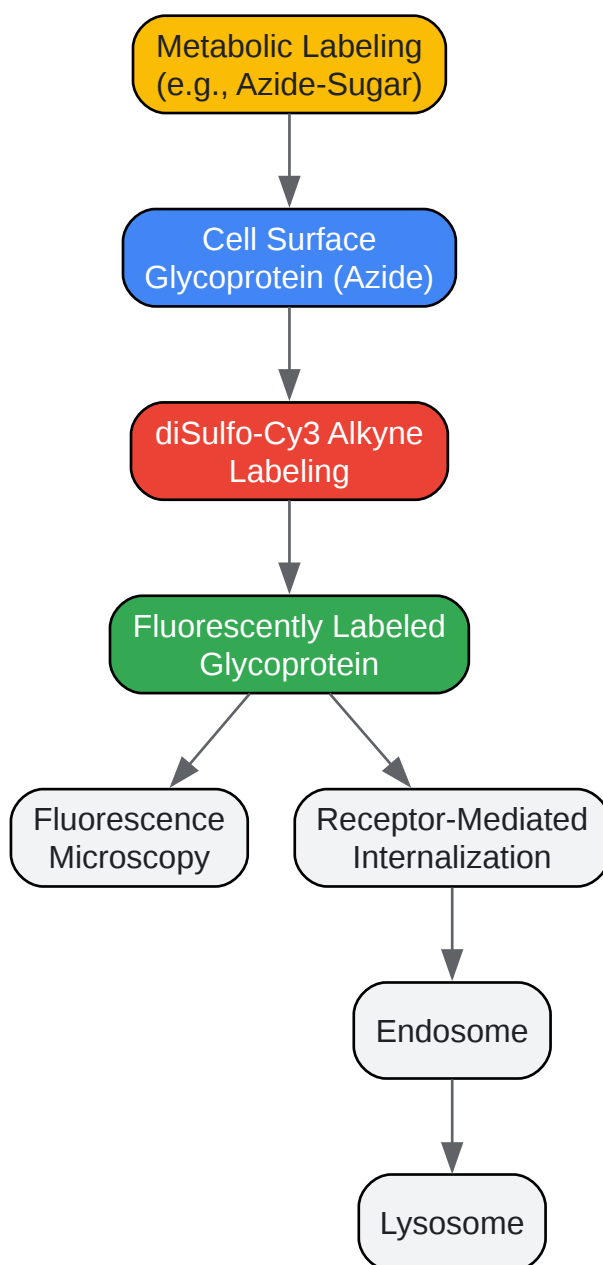 Metabolic Labeling
(e.g., Azide-Sugar)
Cell Surface
Glycoprotein (Azide)
diSulfo-Cy3 Alkyne
Labeling
Fluorescently Labeled
Glycoprotein
Fluorescence
Microscopy
Receptor-Mediated
Internalization
Endosome
Lysosome